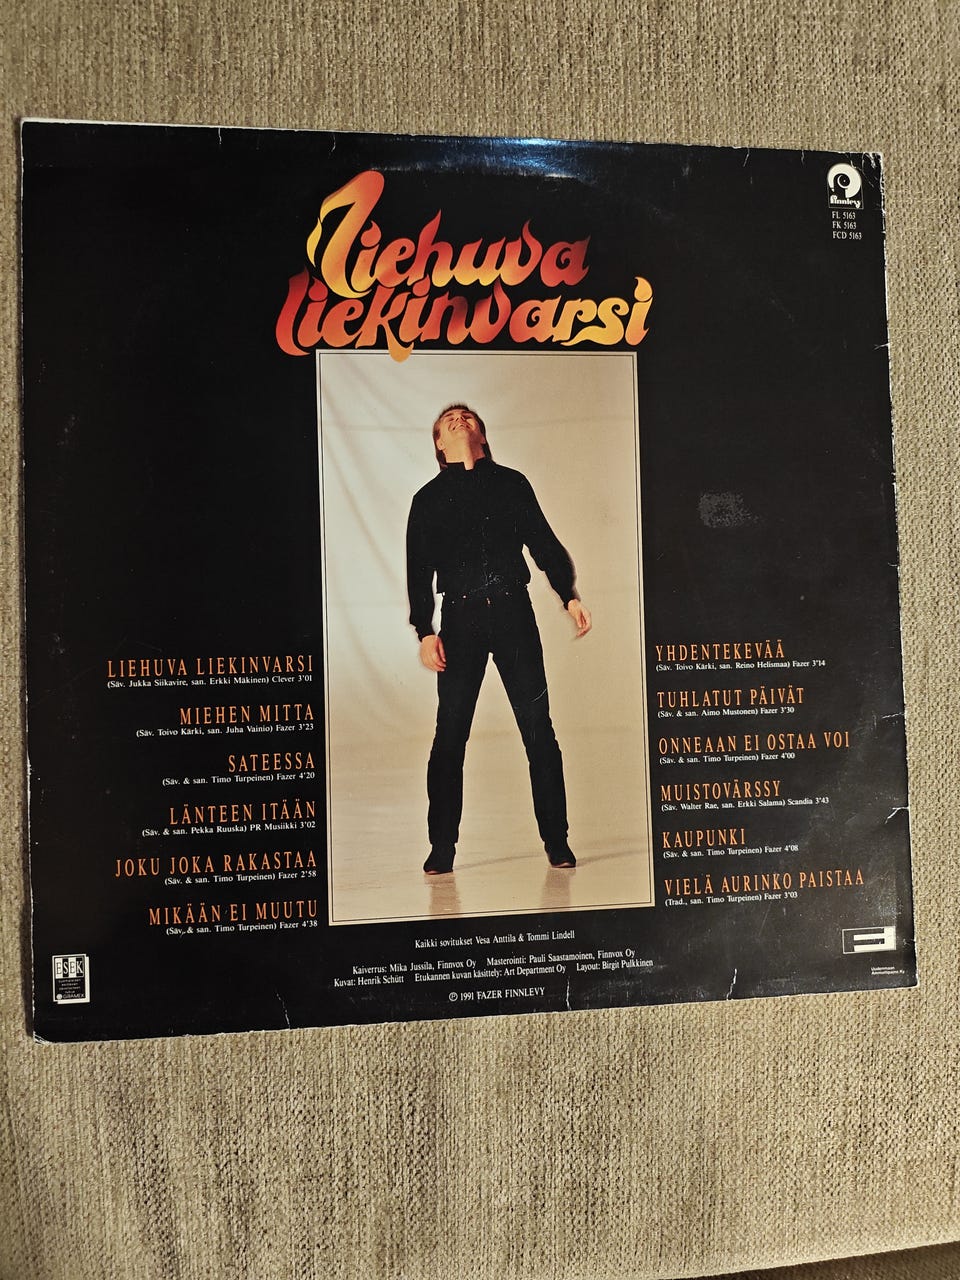 Liehuva
liekinvarsi
finnlevy
FL 5163
FK 5163
FCD 5163
LIEHUVA LIEKINVARSI
(Säv. Jukka Siikavire, san. Erkki Mäkinen) Clever 3'01
MIEHEN MITTA
(Säv. Toivo Kärki, san. Juha Vainio) Fazer 3'23
SATEESSA
(Säv. & san. Timo Turpeinen) Fazer 4'20
LÄNTEEN ITÄÄN
(Säv. & san. Pekka Ruuska) PR Musiikki 3'02
JOKU JOKA RAKASTAA
(Säv. & san. Timo Turpeinen) Fazer 2'58
MIKÄÄN EI MUUTU
(Säv. & san. Timo Turpeinen) Fazer 4'38
YHDENTEKEVÄÄ
(Säv. Toivo Kärki, san. Reino Helismaa) Fazer 3'14
TUHLATUT PÄIVÄT
(Säv. & san. Aimo Mustonen) Fazer 3'30
ONNEAAN EI OSTAA VOI
(Säv. & san. Timo Turpeinen) Fazer 4'00
MUISTOVÄRSSY
(Säv. Walter Rae, san. Erkki Salama) Scandia 3'43
KAUPUNKI
(Säv. & san. Timo Turpeinen) Fazer 4'08
VIELÄ AURINKO PAISTAA
(Trad., san. Timo Turpeinen) Fazer 3'03
Kaikki sovitukset Vesa Anttila & Tommi Lindell
Kaiverrus: Mika Jussila, Finnvox Oy Masterointi: Pauli Saastamoinen, Finnvox Oy
Kuvat: Henrik Schütt Etukannen kuvan käsittely: Art Department Oy Layout: Birgit Pulkkinen
℗ 1991 FAZER FINNLEVY
ESEK
GRAMEX